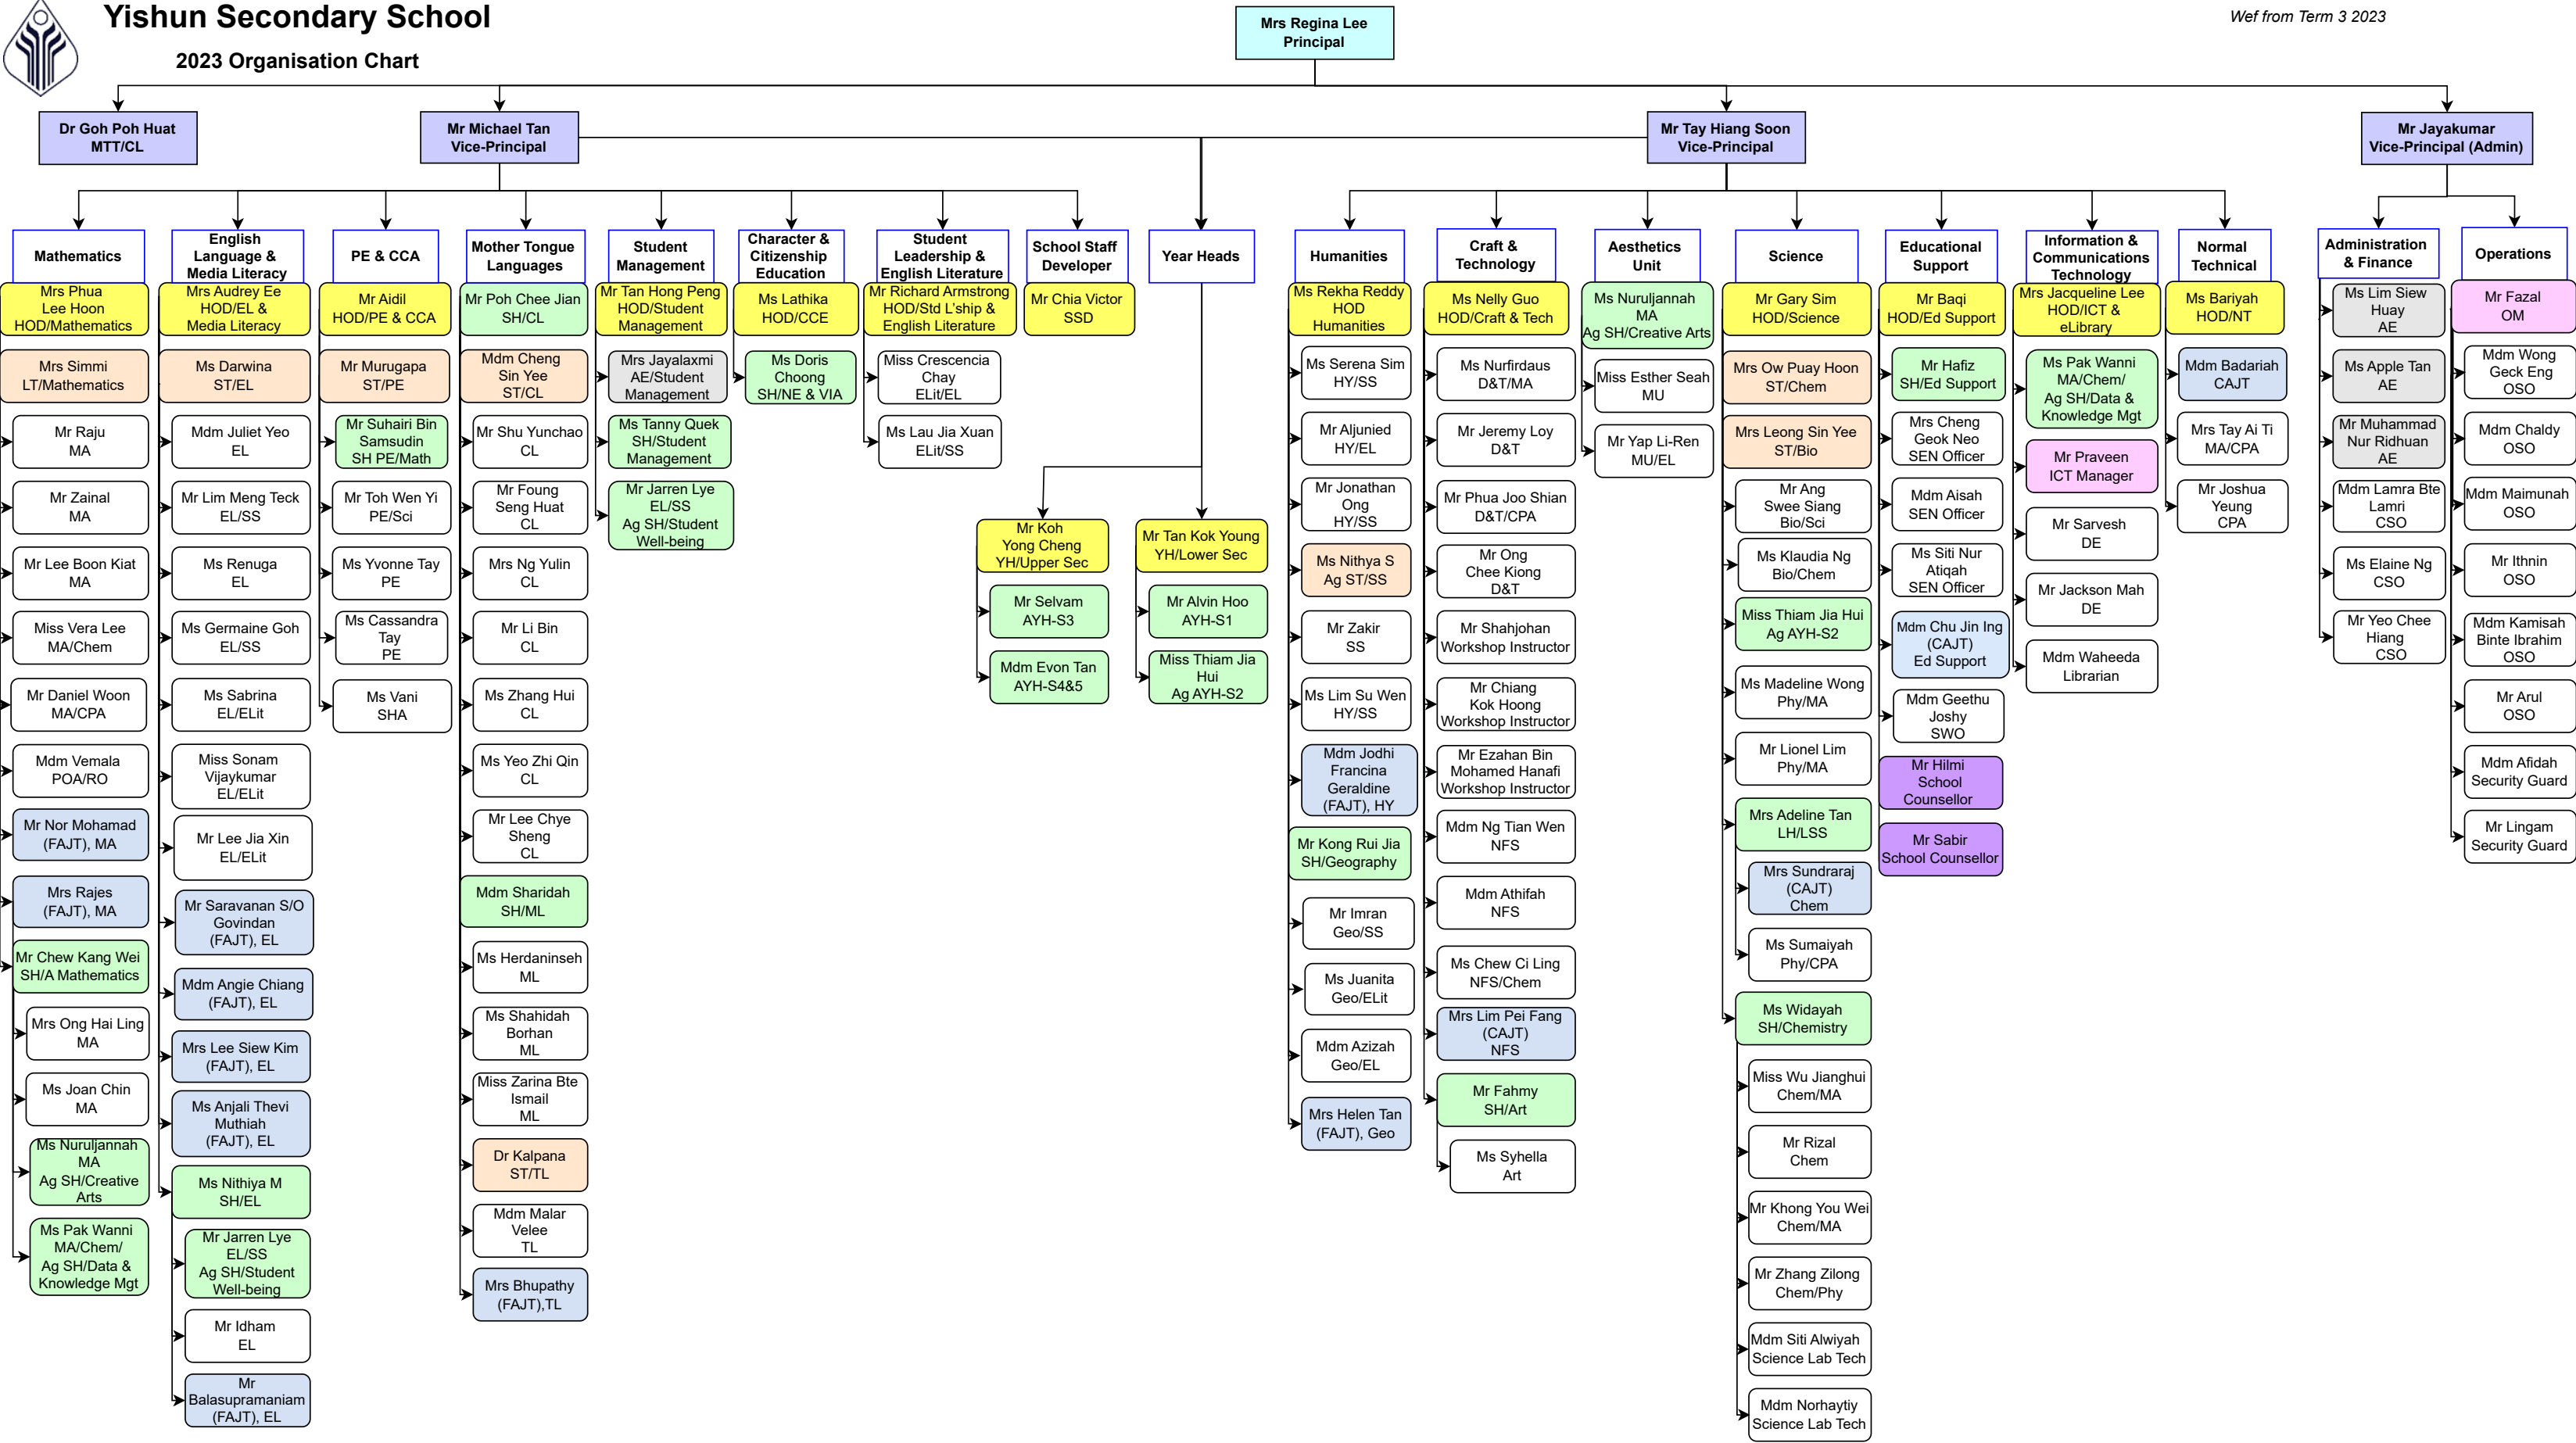 Yishun Secondary School
2023 Organisation Chart
Wef from Term 3 2023
Mrs Regina Lee
Principal
Dr Goh Poh Huat
MTT/CL
Mr Michael Tan
Vice-Principal
Mr Tay Hiang Soon
Vice-Principal
Mr Jayakumar
Vice-Principal (Admin)
Mathematics
Mrs Phua
Lee Hoon
HOD/Mathematics
Mrs Simmi
LT/Mathematics
Mr Raju
MA
Mr Zainal
MA
Mr Lee Boon Kiat
MA
Miss Vera Lee
MA/Chem
Mr Daniel Woon
MA/CPA
Mdm Vemala
POA/RO
Mr Nor Mohamad
(FAJT), MA
Mrs Rajes
(FAJT), MA
Mr Chew Kang Wei
SH/A Mathematics
Mrs Ong Hai Ling
MA
Ms Joan Chin
MA
Ms Nuruljannah
MA
Ag SH/Creative
Arts
Ms Pak Wanni
MA/Chem/
Ag SH/Data &
Knowledge Mgt
English
Language &
Media Literacy
Mrs Audrey Ee
HOD/EL &
Media Literacy
Ms Darwina
ST/EL
Mdm Juliet Yeo
EL
Mr Lim Meng Teck
EL/SS
Ms Renuga
EL
Ms Germaine Goh
EL/SS
Ms Sabrina
EL/ELit
Miss Sonam
Vijaykumar
EL/ELit
Mr Lee Jia Xin
EL/ELit
Mr Saravanan S/O
Govindan
(FAJT), EL
Mdm Angie Chiang
(FAJT), EL
Mrs Lee Siew Kim
(FAJT), EL
Ms Anjali Thevi
Muthiah
(FAJT), EL
Ms Nithiya M
SH/EL
Mr Jarren Lye
EL/SS
Ag SH/Student
Well-being
Mr Idham
EL
Mr
Balasupramaniam
(FAJT), EL
PE & CCA
Mr Aidil
HOD/PE & CCA
Mr Murugapa
ST/PE
Mr Suhairi Bin
Samsudin
SH PE/Math
Mr Toh Wen Yi
PE/Sci
Ms Yvonne Tay
PE
Ms Cassandra
Tay
PE
Ms Vani
SHA
Mother Tongue
Languages
Mr Poh Chee Jian
SH/CL
Mdm Cheng
Sin Yee
ST/CL
Mr Shu Yunchao
CL
Mr Foung
Seng Huat
CL
Mrs Ng Yulin
CL
Mr Li Bin
CL
Ms Zhang Hui
CL
Ms Yeo Zhi Qin
CL
Mr Lee Chye
Sheng
CL
Mdm Sharidah
SH/ML
Ms Herdaninseh
ML
Ms Shahidah
Borhan
ML
Miss Zarina Bte
Ismail
ML
Dr Kalpana
ST/TL
Mdm Malar
Velee
TL
Mrs Bhupathy
(FAJT),TL
Student
Management
Mr Tan Hong Peng
HOD/Student
Management
Mrs Jayalaxmi
AE/Student
Management
Ms Tanny Quek
SH/Student
Management
Mr Jarren Lye
EL/SS
Ag SH/Student
Well-being
Character &
Citizenship
Education
Ms Lathika
HOD/CCE
Ms Doris
Choong
SH/NE & VIA
Student
Leadership &
English Literature
Mr Richard Armstrong
HOD/Std L'ship &
English Literature
Miss Crescencia
Chay
ELit/EL
Ms Lau Jia Xuan
ELit/SS
School Staff
Developer
Mr Chia Victor
SSD
Year Heads
Mr Koh
Yong Cheng
YH/Upper Sec
Mr Selvam
AYH-S3
Mdm Evon Tan
AYH-S4&5
Mr Tan Kok Young
YH/Lower Sec
Mr Alvin Hoo
AYH-S1
Miss Thiam Jia
Hui
Ag AYH-S2
Humanities
Ms Rekha Reddy
HOD
Humanities
Ms Serena Sim
HY/SS
Mr Aljunied
HY/EL
Mr Jonathan
Ong
HY/SS
Ms Nithya S
Ag ST/SS
Mr Zakir
SS
Ms Lim Su Wen
HY/SS
Mdm Jodhi
Francina
Geraldine
(FAJT), HY
Mr Kong Rui Jia
SH/Geography
Mr Imran
Geo/SS
Ms Juanita
Geo/ELit
Mdm Azizah
Geo/EL
Mrs Helen Tan
(FAJT), Geo
Craft &
Technology
Ms Nelly Guo
HOD/Craft & Tech
Ms Nurfirdaus
D&T/MA
Mr Jeremy Loy
D&T
Mr Phua Joo Shian
D&T/CPA
Mr Ong
Chee Kiong
D&T
Mr Shahjohan
Workshop Instructor
Mr Chiang
Kok Hoong
Workshop Instructor
Mr Ezahan Bin
Mohamed Hanafi
Workshop Instructor
Mdm Ng Tian Wen
NFS
Mdm Athifah
NFS
Ms Chew Ci Ling
NFS/Chem
Mrs Lim Pei Fang
(CAJT)
NFS
Mr Fahmy
SH/Art
Ms Syhella
Art
Aesthetics
Unit
Ms Nuruljannah
MA
Ag SH/Creative Arts
Miss Esther Seah
MU
Mr Yap Li-Ren
MU/EL
Science
Mr Gary Sim
HOD/Science
Mrs Ow Puay Hoon
ST/Chem
Mrs Leong Sin Yee
ST/Bio
Mr Ang
Swee Siang
Bio/Sci
Ms Klaudia Ng
Bio/Chem
Miss Thiam Jia Hui
Ag AYH-S2
Ms Madeline Wong
Phy/MA
Mr Lionel Lim
Phy/MA
Mrs Adeline Tan
LH/LSS
Mrs Sundraraj
(CAJT)
Chem
Ms Sumaiyah
Phy/CPA
Ms Widayah
SH/Chemistry
Miss Wu Jianghui
Chem/MA
Mr Rizal
Chem
Mr Khong You Wei
Chem/MA
Mr Zhang Zilong
Chem/Phy
Mdm Siti Alwiyah
Science Lab Tech
Mdm Norhaytiy
Science Lab Tech
Educational
Support
Mr Baqi
HOD/Ed Support
Mr Hafiz
SH/Ed Support
Mrs Cheng
Geok Neo
SEN Officer
Mdm Aisah
SEN Officer
Ms Siti Nur
Atiqah
SEN Officer
Mdm Chu Jin Ing
(CAJT)
Ed Support
Mdm Geethu
Joshy
SWO
Mr Hilmi
School
Counsellor
Mr Sabir
School Counsellor
Information &
Communications
Technology
Mrs Jacqueline Lee
HOD/ICT &
eLibrary
Ms Pak Wanni
MA/Chem/
Ag SH/Data &
Knowledge Mgt
Mr Praveen
ICT Manager
Mr Sarvesh
DE
Mr Jackson Mah
DE
Mdm Waheeda
Librarian
Normal
Technical
Ms Bariyah
HOD/NT
Mdm Badariah
CAJT
Mrs Tay Ai Ti
MA/CPA
Mr Joshua
Yeung
CPA
Administration
& Finance
Ms Lim Siew
Huay
AE
Ms Apple Tan
AE
Mr Muhammad
Nur Ridhuan
AE
Mdm Lamra Bte
Lamri
CSO
Ms Elaine Ng
CSO
Mr Yeo Chee
Hiang
CSO
Operations
Mr Fazal
OM
Mdm Wong
Geck Eng
OSO
Mdm Chaldy
OSO
Mdm Maimunah
OSO
Mr Ithnin
OSO
Mdm Kamisah
Binte Ibrahim
OSO
Mr Arul
OSO
Mdm Afidah
Security Guard
Mr Lingam
Security Guard